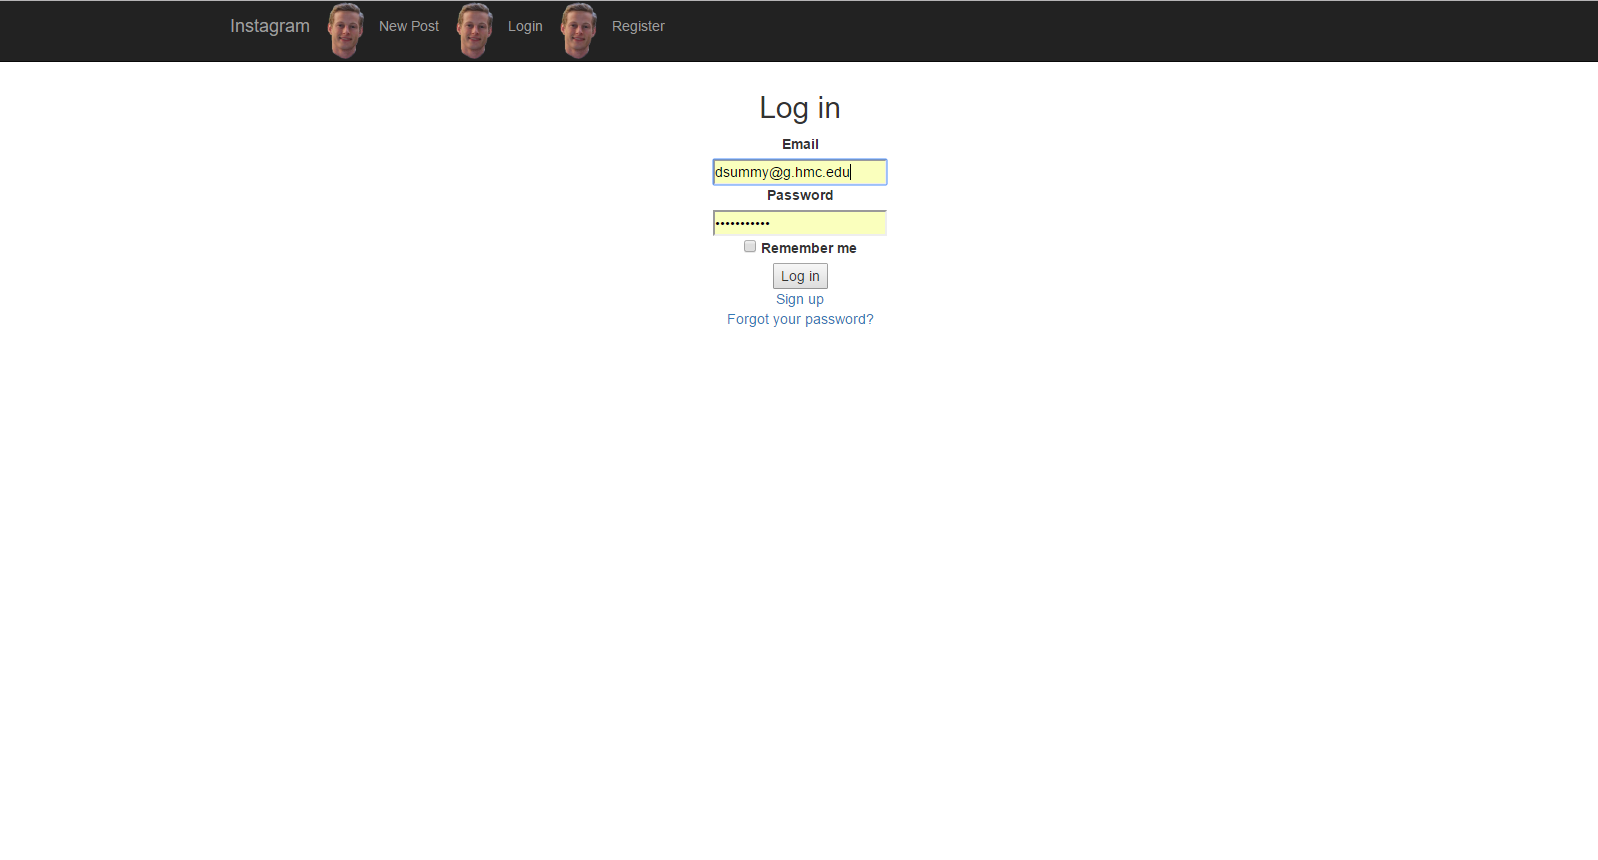 Instagram New Post Login Register
Log in
Email
dsummy@g.hmc.edu
Password
•••••••••••
Remember me
Log in
Sign up
Forgot your password?